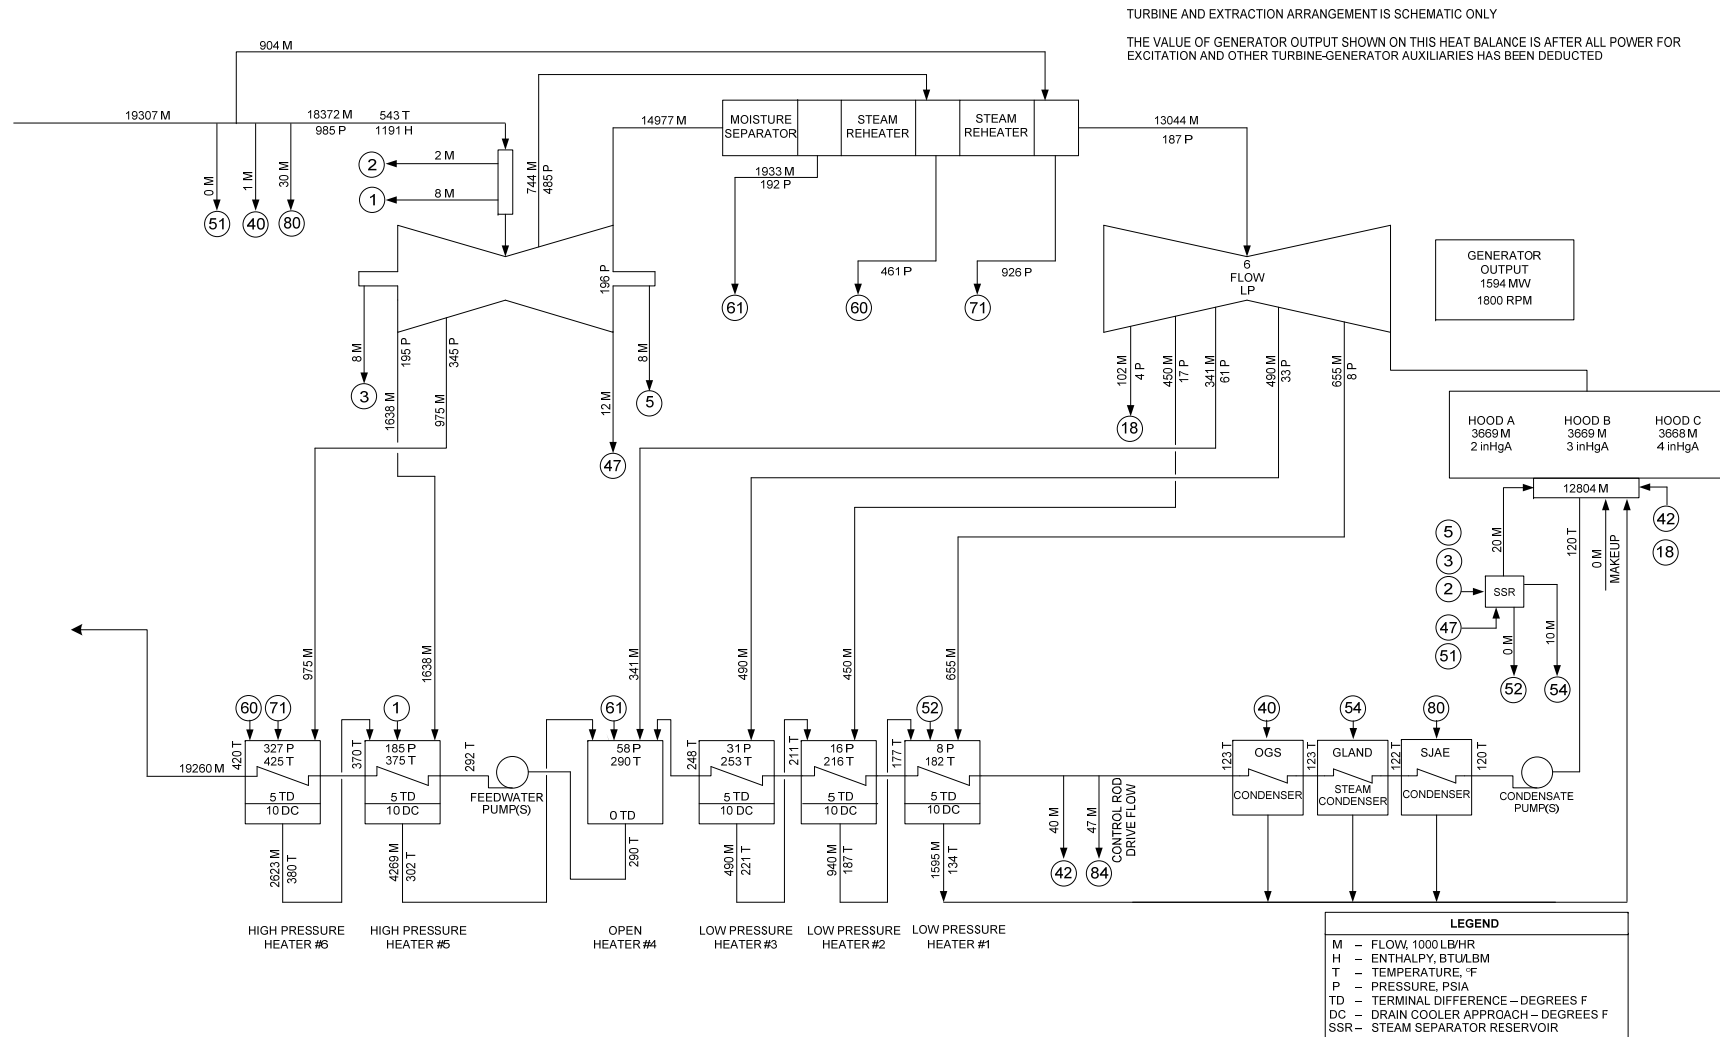 TURBINE AND EXTRACTION ARRANGEMENT IS SCHEMATIC ONLY
THE VALUE OF GENERATOR OUTPUT SHOWN ON THIS HEAT BALANCE IS AFTER ALL POWER FOR
EXCITATION AND OTHER TURBINE-GENERATOR AUXILIARIES HAS BEEN DEDUCTED
904 M
19307 M
18372 M 543 T
985 P 1191 H
0 M
1 M
30 M
51
40
80
2 M
2
8 M
1
744 M
485 P
14977 M
MOISTURE
SEPARATOR
STEAM
REHEATER
STEAM
REHEATER
13044 M
187 P
1933 M
192 P
461 P
926 P
61
60
71
196 P
8 M
3
195 P
1638 M
345 P
975 M
8 M
5
12 M
47
6
FLOW
LP
GENERATOR
OUTPUT
1594 MW
1800 RPM
102 M
4 P
450 M
17 P
341 M
61 P
490 M
33 P
655 M
8 P
18
HOOD A
3669 M
2 inHgA
HOOD B
3669 M
3 inHgA
HOOD C
3668 M
4 inHgA
12804 M
42
18
20 M
120 T
0 M
MAKEUP
5
3
2
47
51
SSR
0 M
10 M
52
54
975 M
1638 M
341 M
490 M
450 M
655 M
60
71
1
61
52
40
54
80
19260 M
420 T
327 P
425 T
5 TD
10 DC
370 T
185 P
375 T
5 TD
10 DC
292 T
FEEDWATER
PUMP(S)
58 P
290 T
0 TD
248 T
31 P
253 T
5 TD
10 DC
211 T
16 P
216 T
5 TD
10 DC
177 T
8 P
182 T
5 TD
10 DC
123 T
OGS
CONDENSER
123 T
GLAND
STEAM
CONDENSER
122 T
SJAE
CONDENSER
120 T
CONDENSATE
PUMP(S)
2623 M
380 T
4269 M
302 T
290 T
490 M
221 T
940 M
187 T
1595 M
134 T
40 M
42
47 M
84
CONTROL ROD
DRIVE FLOW
HIGH PRESSURE
HEATER #6
HIGH PRESSURE
HEATER #5
OPEN
HEATER #4
LOW PRESSURE
HEATER #3
LOW PRESSURE
HEATER #2
LOW PRESSURE
HEATER #1
LEGEND
M – FLOW, 1000 LB/HR
H – ENTHALPY, BTU/LBM
T – TEMPERATURE, °F
P – PRESSURE, PSIA
TD – TERMINAL DIFFERENCE – DEGREES F
DC – DRAIN COOLER APPROACH – DEGREES F
SSR – STEAM SEPARATOR RESERVOIR